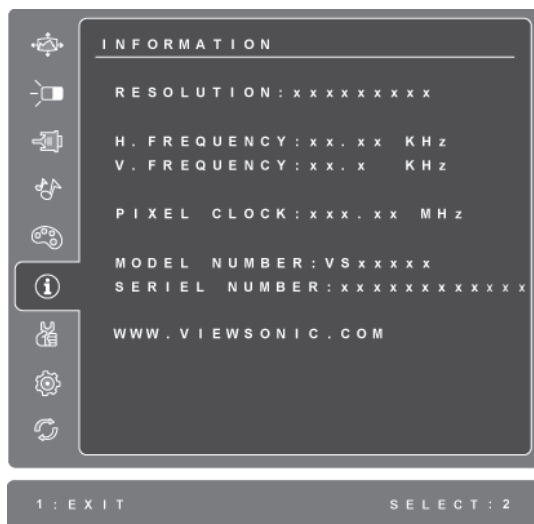 INFORMATION
RESOLUTION:xxxxxxxxx
H. FREQUENCY:xx.xx KHz
V. FREQUENCY:xx.x KHz
PIXEL CLOCK:xxx.xx MHz
MODEL NUMBER:VSxxxxx
SERIEL NUMBER:xxxxxxxxxxxx
WWW.VIEWSONIC.COM
1:EXIT SELECT:2